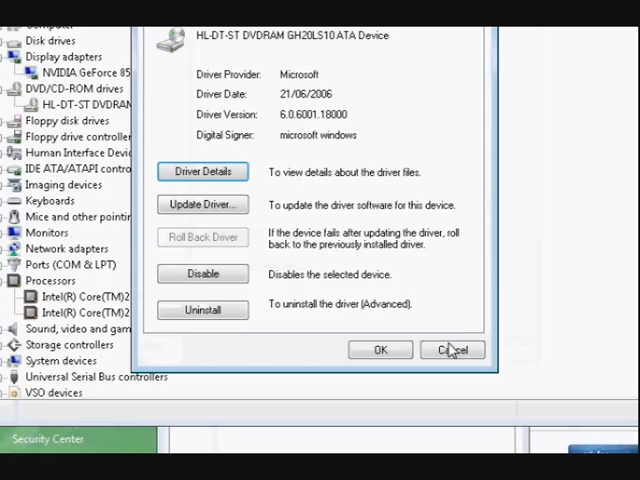 Computer
Disk drives
Display adapters
NVIDIA GeForce 85
DVD/CD-ROM drives
HL-DT-ST DVDRAM
Floppy disk drives
Floppy drive controller
Human Interface Devic
IDE ATA/ATAPI contro
Imaging devices
Keyboards
Mice and other pointin
Monitors
Network adapters
Ports (COM & LPT)
Processors
Intel(R) Core(TM)2
Intel(R) Core(TM)2
Sound, video and gam
Storage controllers
System devices
Universal Serial Bus controllers
VSO devices
HL-DT-ST DVDRAM GH20LS10 ATA Device
Driver Provider: Microsoft
Driver Date: 21/06/2006
Driver Version: 6.0.6001.18000
Digital Signer: microsoft windows
Driver Details To view details about the driver files.
Update Driver... To update the driver software for this device.
Roll Back Driver If the device fails after updating the driver, roll
back to the previously installed driver.
Disable Disables the selected device.
Uninstall To uninstall the driver (Advanced).
OK Cancel
Security Center